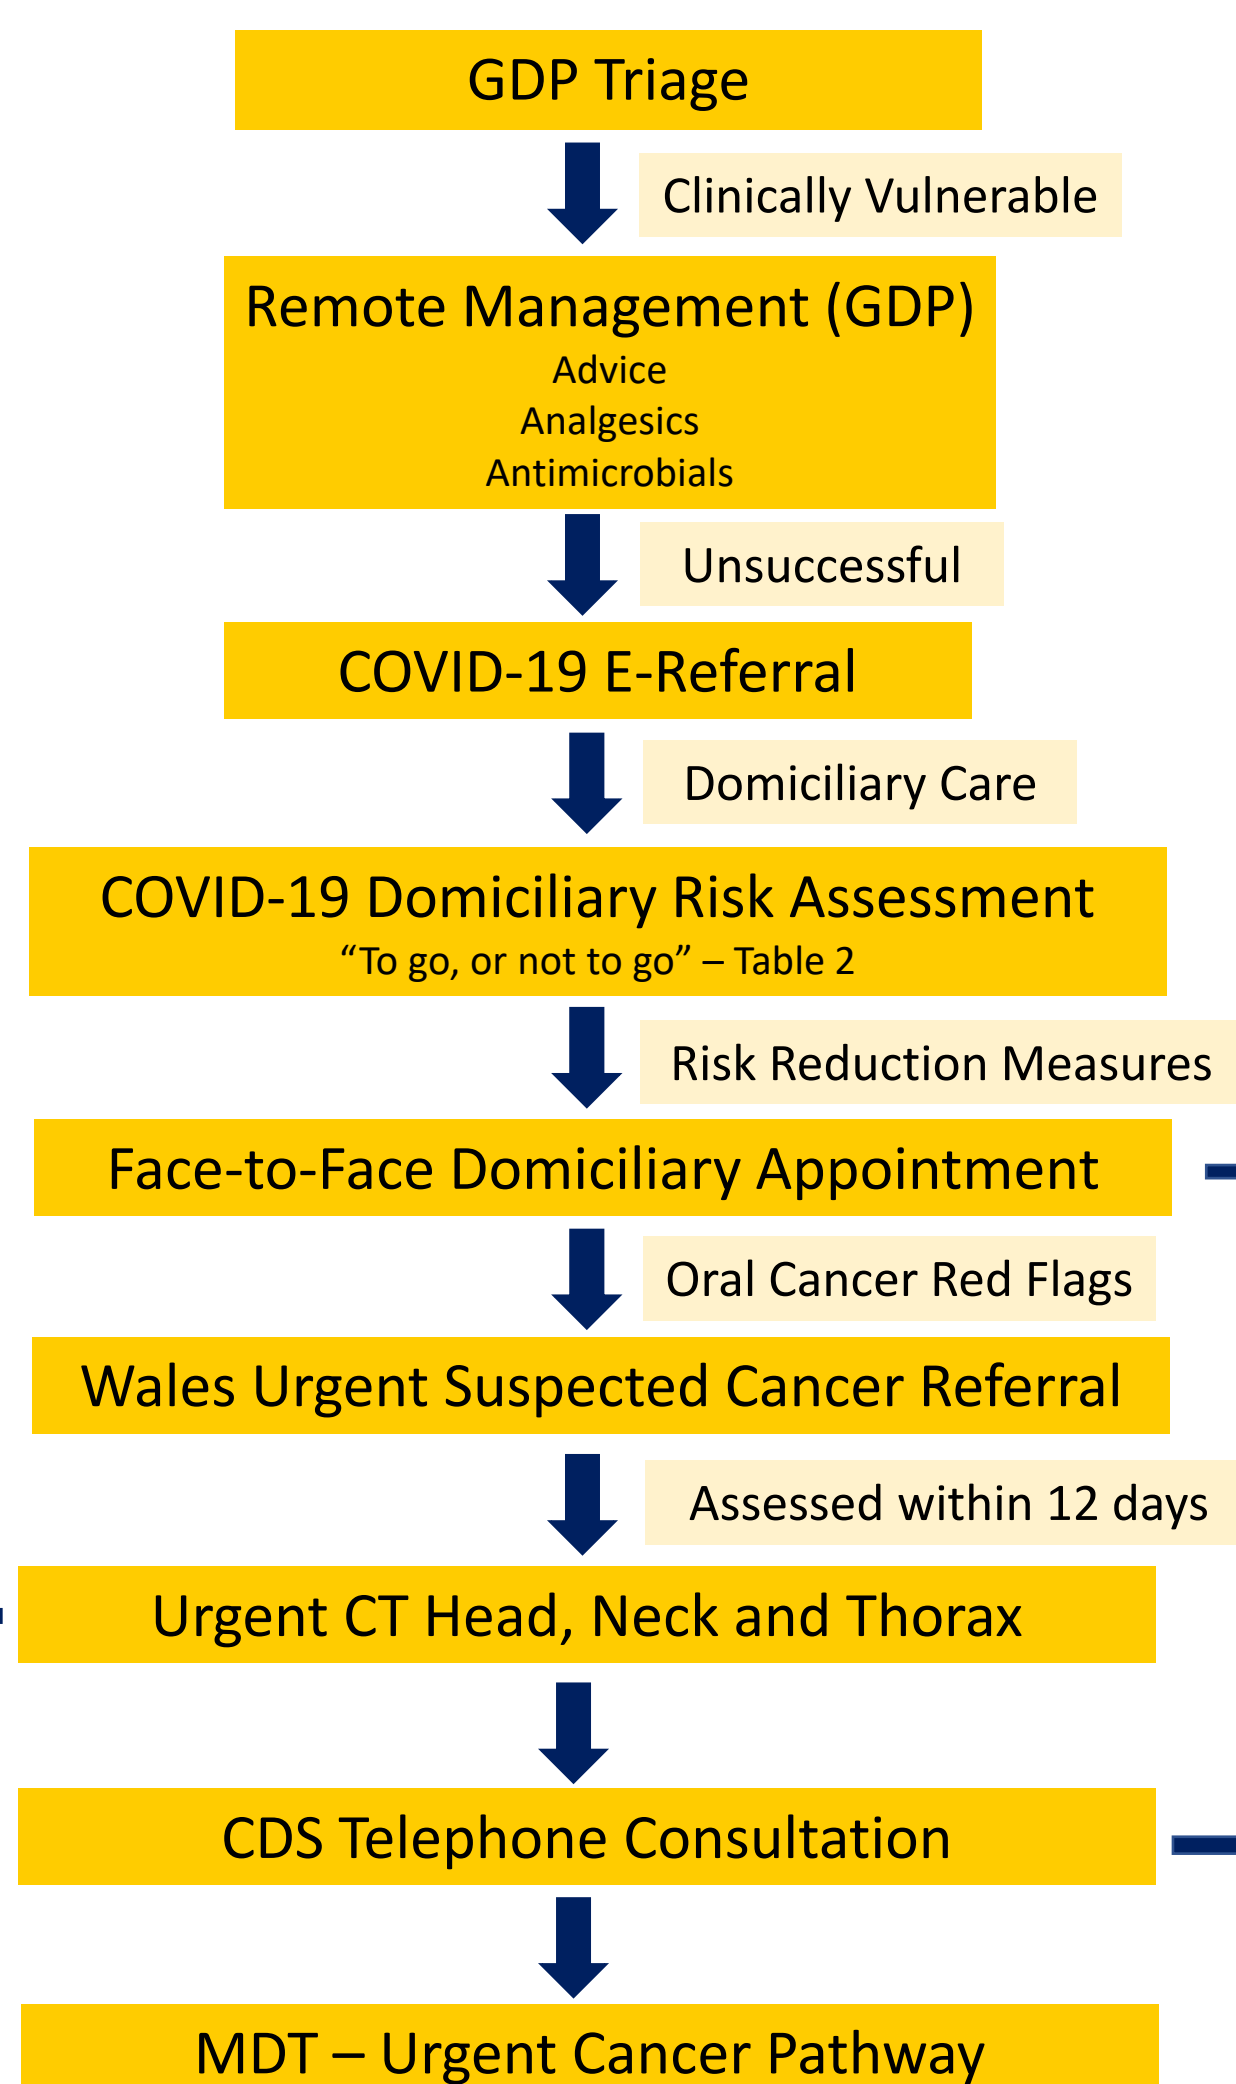 GDP Triage
Clinically Vulnerable
Remote Management (GDP)
Advice
Analgesics
Antimicrobials
Unsuccessful
COVID-19 E-Referral
Domiciliary Care
COVID-19 Domiciliary Risk Assessment
“To go, or not to go” – Table 2
Risk Reduction Measures
Face-to-Face Domiciliary Appointment
Oral Cancer Red Flags
Wales Urgent Suspected Cancer Referral
Assessed within 12 days
Urgent CT Head, Neck and Thorax
CDS Telephone Consultation
MDT – Urgent Cancer Pathway